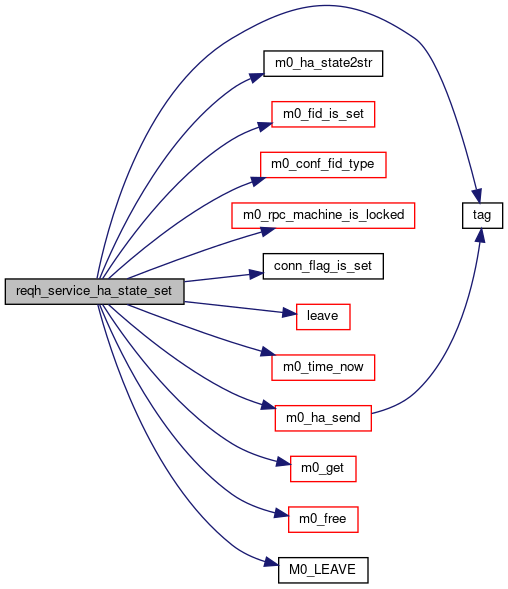 m0_ha_state2str
m0_fid_is_set
m0_conf_fid_type
m0_rpc_machine_is_locked
tag
conn_flag_is_set
reqh_service_ha_state_set
leave
m0_time_now
m0_ha_send
m0_get
m0_free
M0_LEAVE